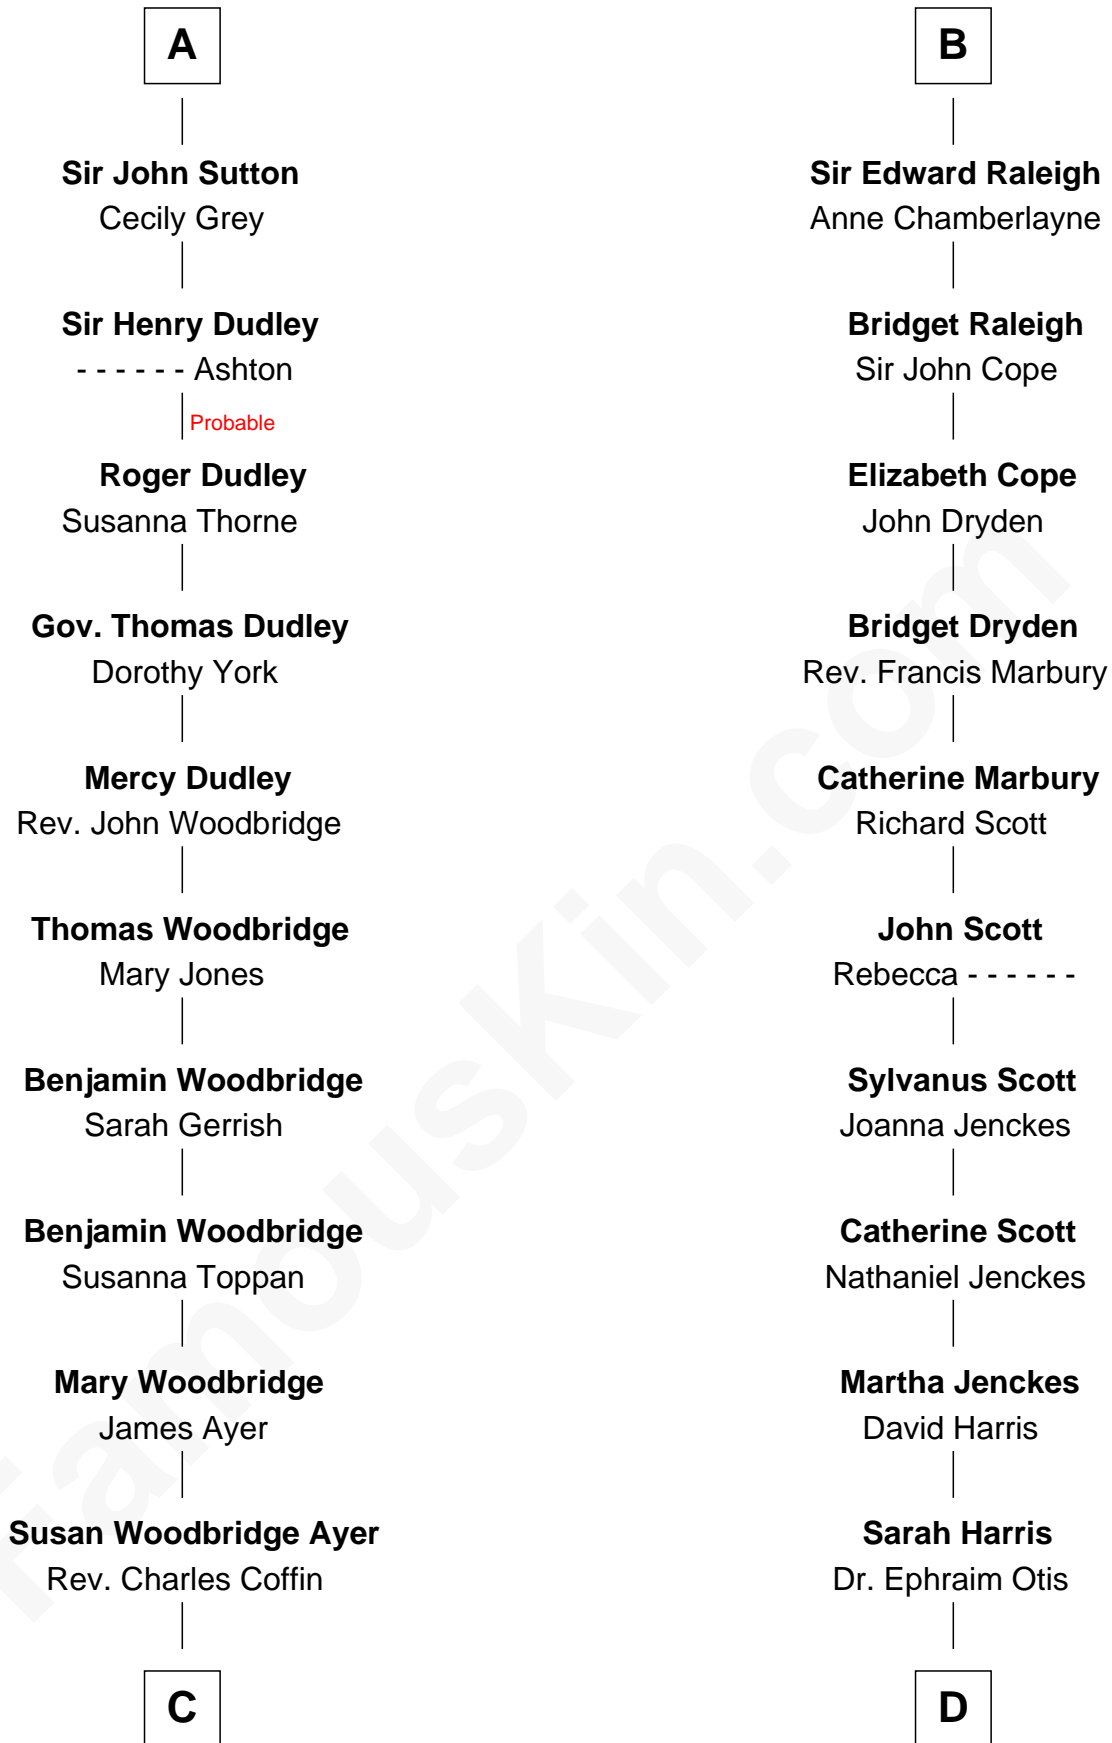 A
Sir John Sutton
Cecily Grey
Sir Henry Dudley
- - - - - - Ashton
Probable
Roger Dudley
Susanna Thorne
Gov. Thomas Dudley
Dorothy York
Mercy Dudley
Rev. John Woodbridge
Thomas Woodbridge
Mary Jones
Benjamin Woodbridge
Sarah Gerrish
Benjamin Woodbridge
Susanna Toppan
Mary Woodbridge
James Ayer
Susan Woodbridge Ayer
Rev. Charles Coffin
C
B
Sir Edward Raleigh
Anne Chamberlayne
Bridget Raleigh
Sir John Cope
Elizabeth Cope
John Dryden
Bridget Dryden
Rev. Francis Marbury
Catherine Marbury
Richard Scott
John Scott
Rebecca - - - - - -
Sylvanus Scott
Joanna Jenckes
Catherine Scott
Nathaniel Jenckes
Martha Jenckes
David Harris
Sarah Harris
Dr. Ephraim Otis
D
FamousKin.com